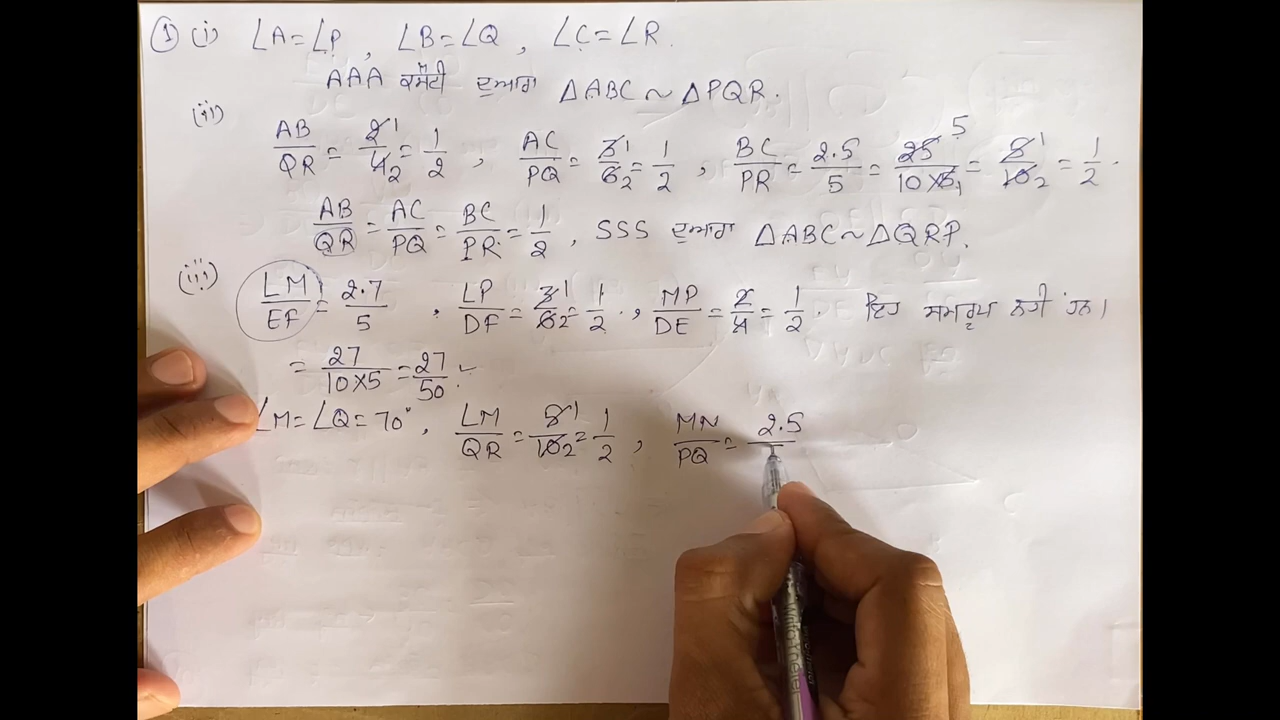 ① (i) ∠A=∠P , ∠B=∠Q , ∠C=∠R.
AAA ਕਸੌਟੀ ਦੁਆਰਾ △ABC~△PQR.
(ii) AB/QR = 2/4 = 1/2 , AC/PQ = 3/6 = 1/2 , BC/PR = 2.5/5 = 25/10×5 = 5/10 = 1/2 .
AB/QR = AC/PQ = BC/PR = 1/2 , SSS ਦੁਆਰਾ △ABC~△QRP.
(iii) LM/EF = 2.7/5 , LP/DF = 3/6 = 1/2 , MP/DE = 2/4 = 1/2 . ਇਹ ਸਮਰੂਪ ਨਹੀਂ ਹਨ।
= 27/10×5 = 27/50
∠M=∠Q=70° , LM/QR = 5/10 = 1/2 , MN/PQ = 2.5